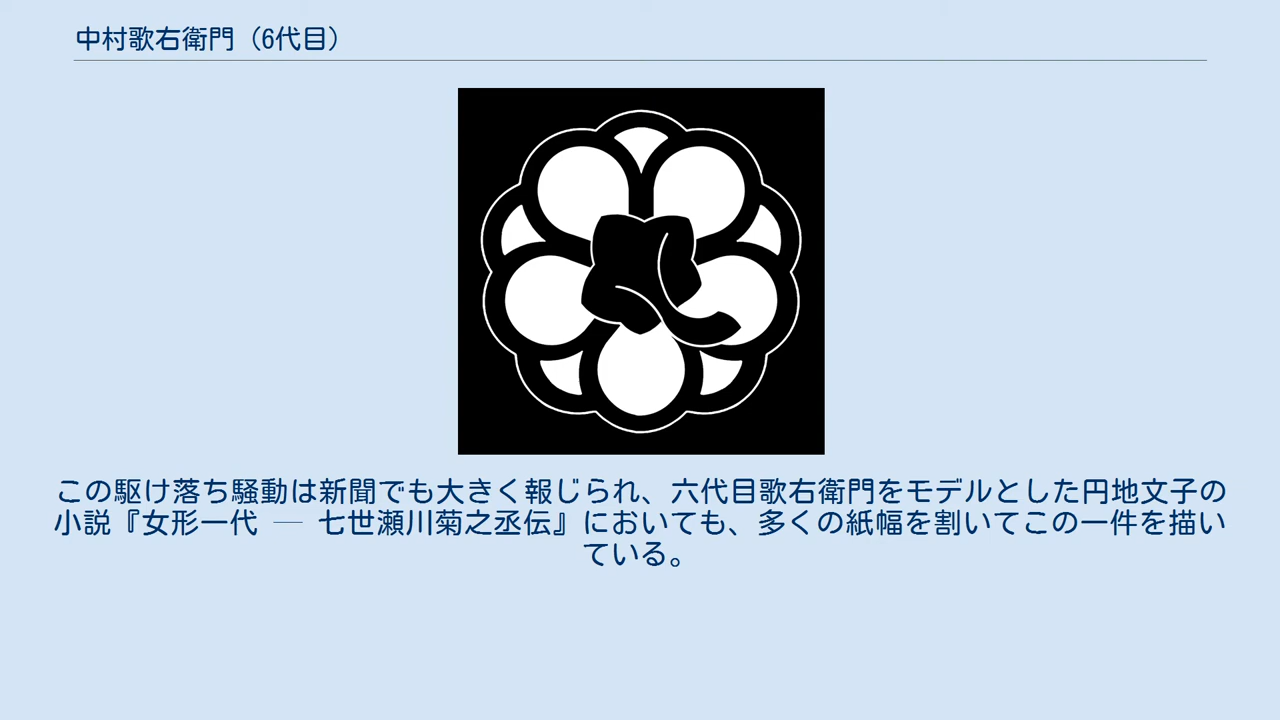 中村歌右衛門（6代目）
この駆け落ち騒動は新聞でも大きく報じられ、六代目歌右衛門をモデルとした円地文子の
小説『女形一代 ― 七世瀬川菊之丞伝』においても、多くの紙幅を割いてこの一件を描い
ている。